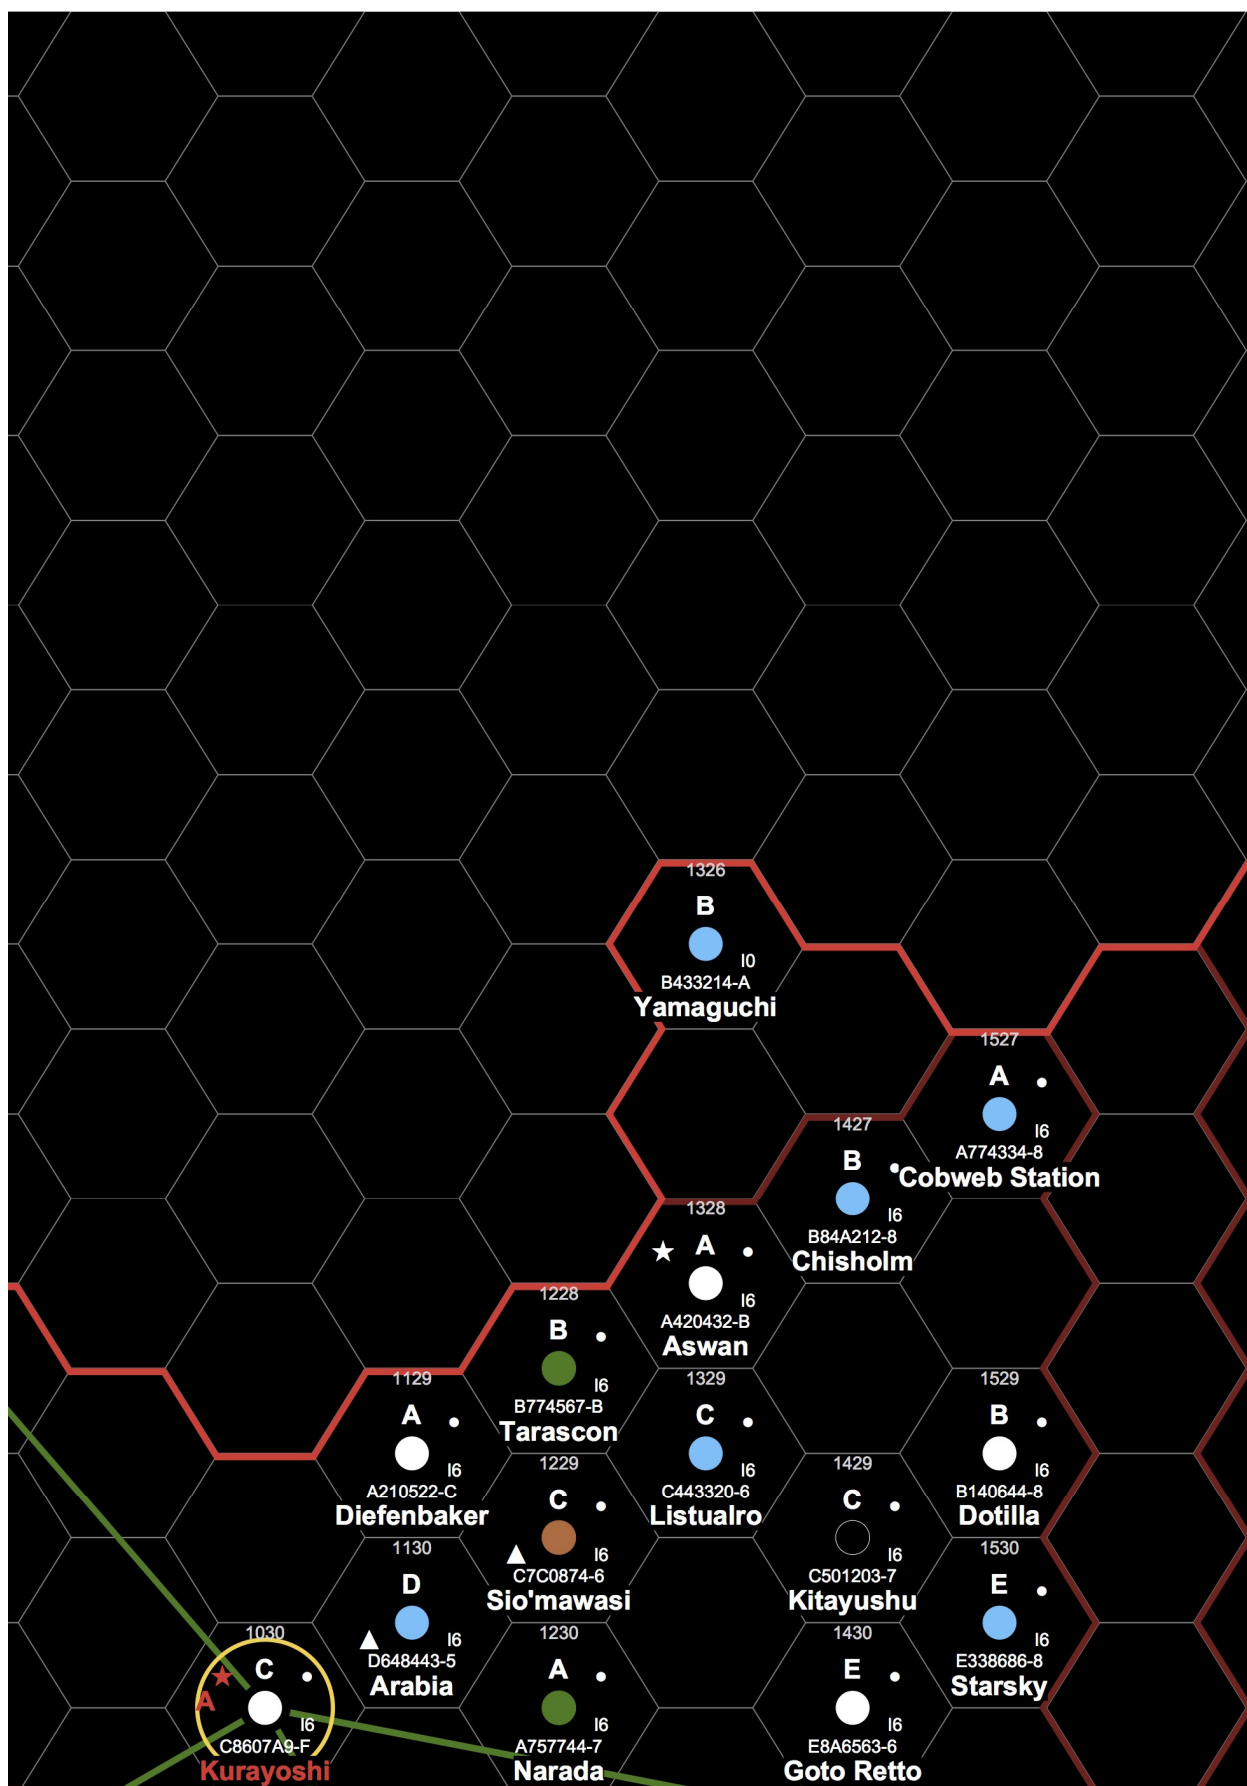 1326
B
I0
B433214-A
Yamaguchi
1527
A
I6
A774334-8
Cobweb Station
1427
B
I6
B84A212-8
Chisholm
1328
A
I6
A420432-B
Aswan
1228
B
I6
B774567-B
Tarascon
1129
A
I6
A210522-C
Diefenbaker
1329
C
I6
C443320-6
Listualro
1529
B
I6
B140644-8
Dotilla
1229
C
I6
C7C0874-6
Sio'mawasi
1429
C
I6
C501203-7
Kitayushu
1130
D
I6
D648443-5
Arabia
1530
E
I6
E338686-8
Starsky
1030
C
A
I6
C8607A9-F
Kurayoshi
1230
A
I6
A757744-7
Narada
1430
E
I6
E8A6563-6
Goto Retto